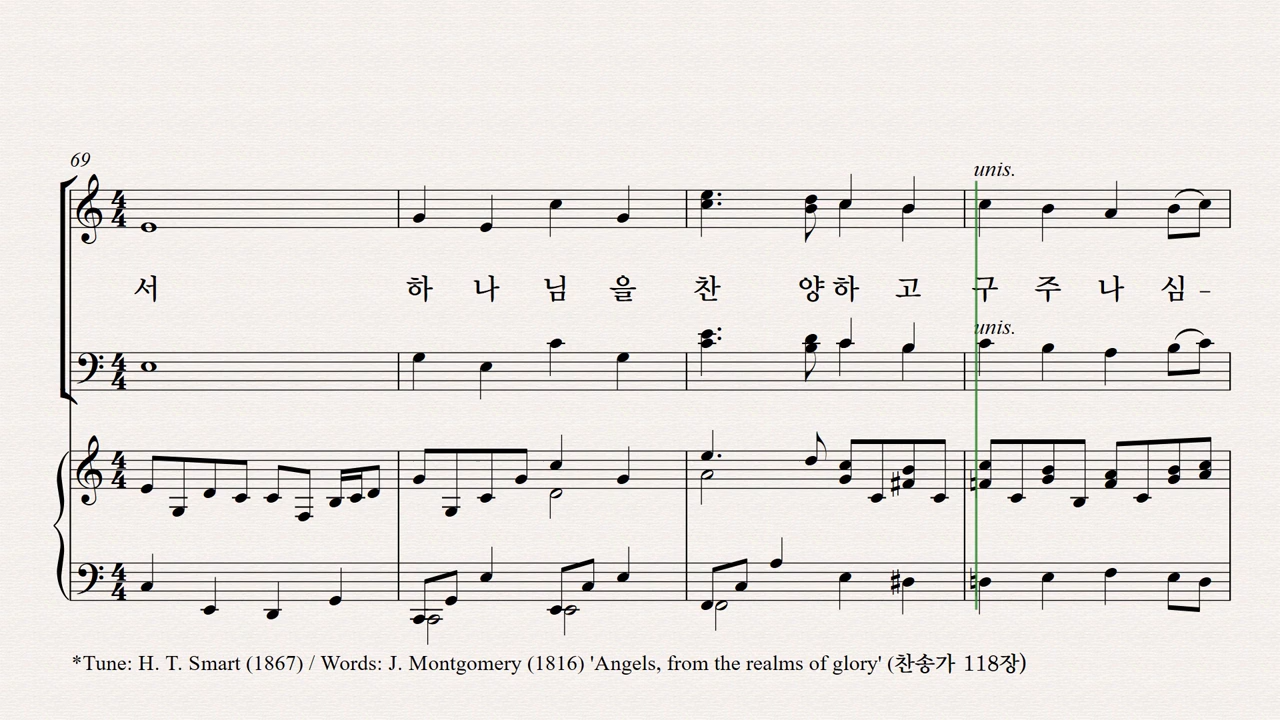 69
unis.
서 하 나 님 을 찬 양 하 고 구 주 나 심 -
unis.
*Tune: H. T. Smart (1867) / Words: J. Montgomery (1816) 'Angels, from the realms of glory' (찬송가 118장)